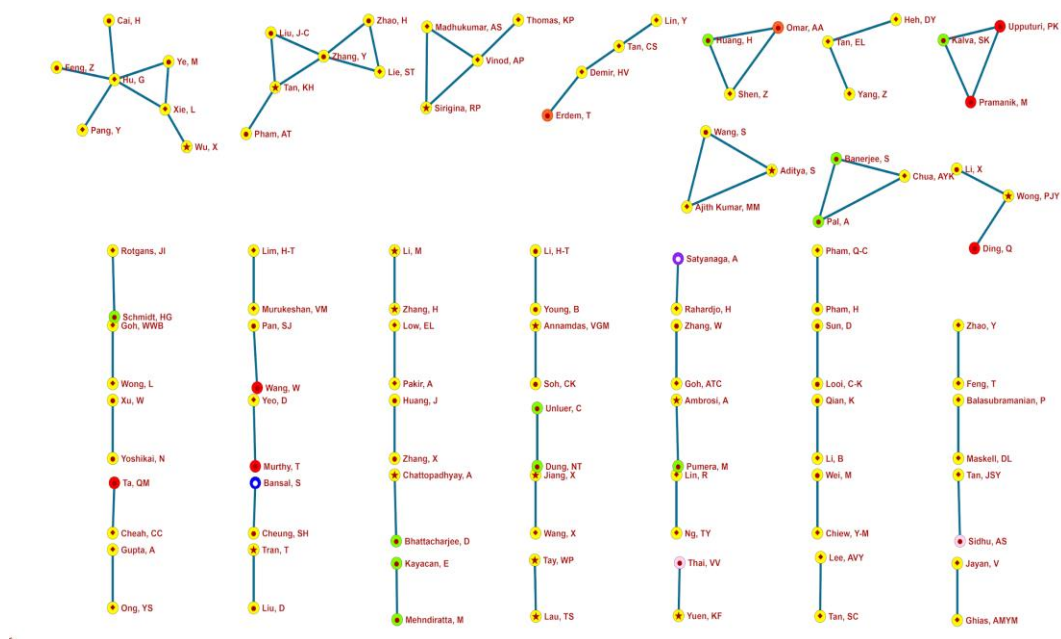 Cai, H
Feng, Z
Hu, G
Ye, M
Xie, L
Pang, Y
Wu, X
Liu, J-C
Zhao, H
Zhang, Y
Lie, ST
Tan, KH
Pham, AT
Madhukumar, AS
Thomas, KP
Vinod, AP
Sirigina, RP
Lin, Y
Tan, CS
Demir, HV
Erdem, T
Huang, H
Omar, AA
Shen, Z
Heh, DY
Tan, EL
Yang, Z
Upputuri, PK
Kalva, SK
Pramanik, M
Wang, S
Aditya, S
Ajith Kumar, MM
Banerjee, S
Chua, AYK
Pal, A
Li, X
Wong, PJY
Ding, Q
Rotgans, JI
Schmidt, HG
Goh, WWB
Wong, L
Xu, W
Yoshikai, N
Ta, QM
Cheah, CC
Gupta, A
Ong, YS
Lim, H-T
Murukeshan, VM
Pan, SJ
Wang, W
Yeo, D
Murthy, T
Bansal, S
Cheung, SH
Tran, T
Liu, D
Li, M
Zhang, H
Low, EL
Pakir, A
Huang, J
Zhang, X
Chattopadhyay, A
Bhattacharjee, D
Kayacan, E
Mehndiratta, M
Li, H-T
Young, B
Annamdas, VGM
Soh, CK
Unluer, C
Dung, NT
Jiang, X
Wang, X
Tay, WP
Lau, TS
Satyanaga, A
Rahardjo, H
Zhang, W
Goh, ATC
Ambrosi, A
Pumera, M
Lin, R
Ng, TY
Thai, VV
Yuen, KF
Pham, Q-C
Pham, H
Sun, D
Looi, C-K
Qian, K
Li, B
Wei, M
Chiew, Y-M
Lee, AVY
Tan, SC
Zhao, Y
Feng, T
Balasubramanian, P
Maskell, DL
Tan, JSY
Sidhu, AS
Jayan, V
Ghias, AMYM